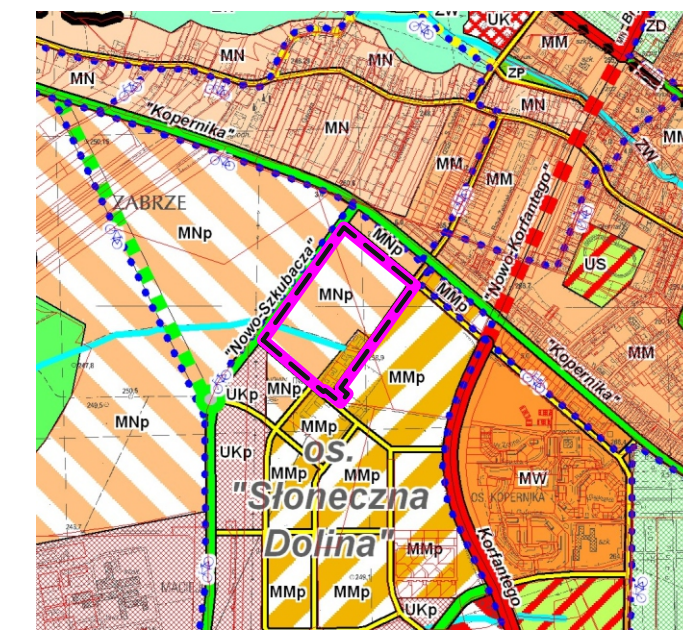 ZW
UK
ZD
MM
MN
MN
MN
ZP
MN
"Kopernika"
MN
MM
ZW
MM
MM
"Nowo-Korfantego"
ZABRZE
MNp
MNp
US
"Nowo-Szkubacza"
MNp
MMp
"Kopernika"
MM
MMp
UKp
MNp
MNp
MMp
UKp
os.
MW
MMp
MMp
OS. KOPERNIKA
"Słoneczna
Dolina"
MMp
Korfantego
MMp
MMp
UKp